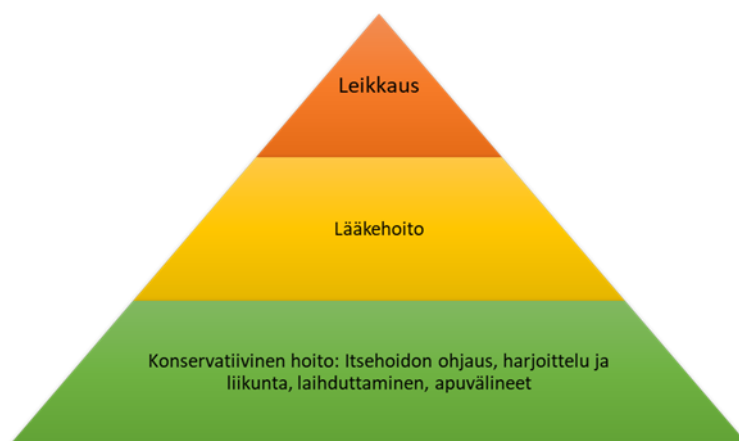 Leikkaus
Lääkehoito
Konservatiivinen hoito: Itsehoidon ohjaus, harjoittelu ja
liikunta, laihduttaminen, apuvälineet